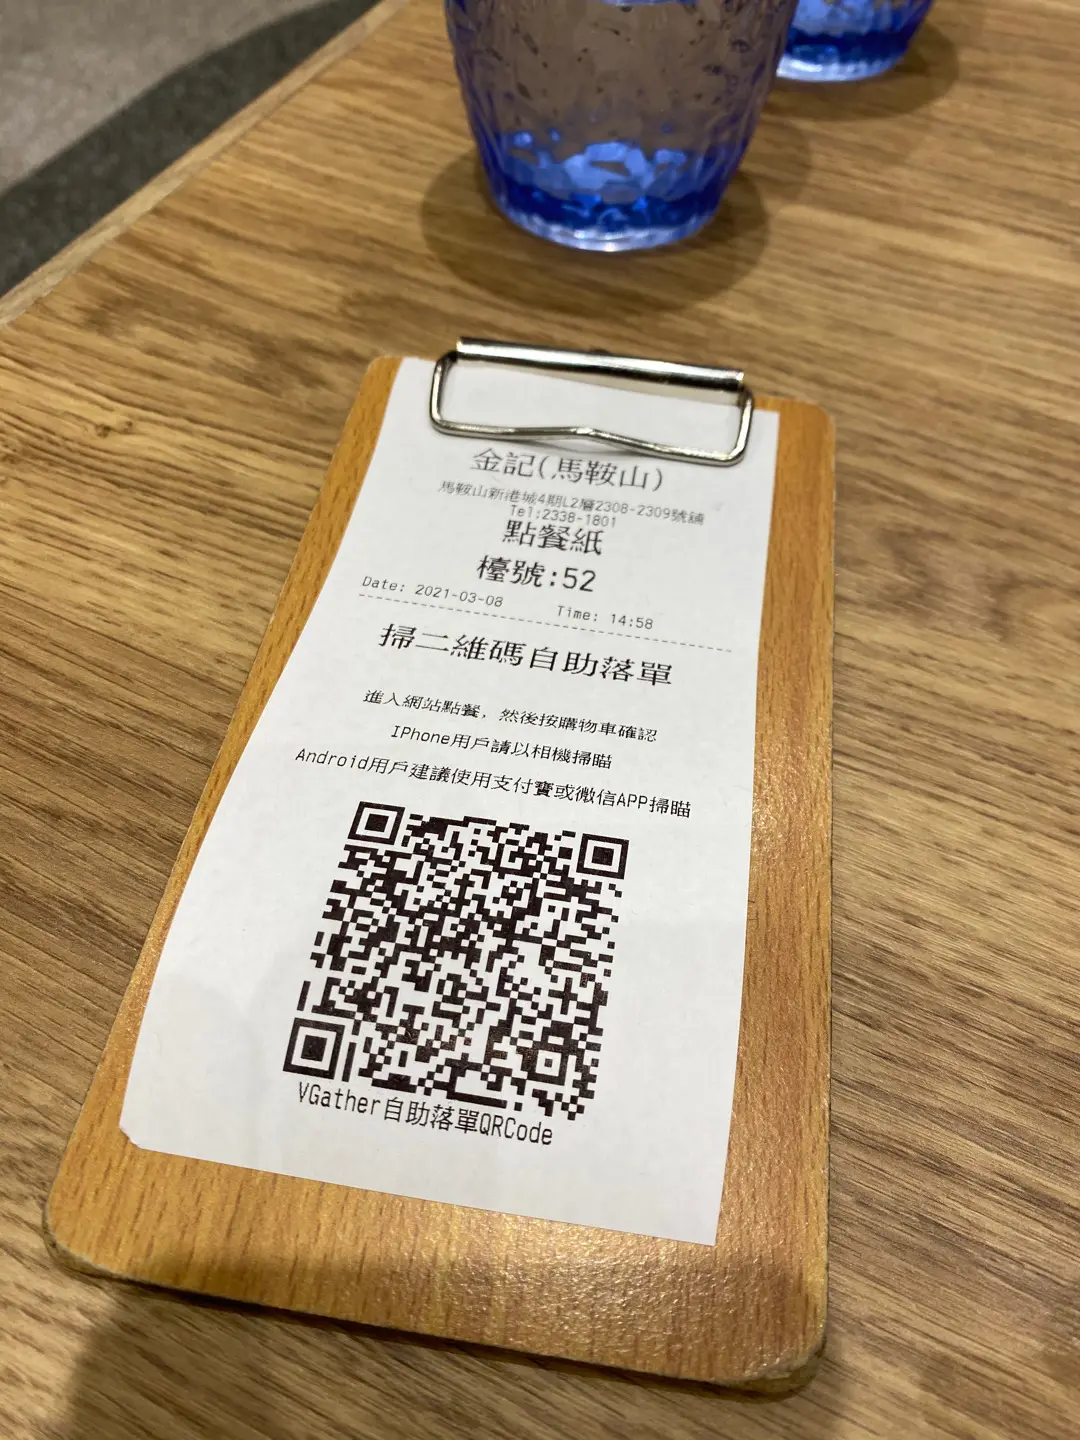 金記(馬鞍山)
馬鞍山新港城4期L2層2308-2309號舖
Tel:2338-1801
點餐紙
檯號:52
Date: 2021-03-08 Time: 14:58
掃二維碼自助落單
進入網站點餐, 然後按購物車確認
IPhone用戶請以相機掃瞄
Android用戶建議使用支付寶或微信APP掃瞄
VGather自助落單QRCode